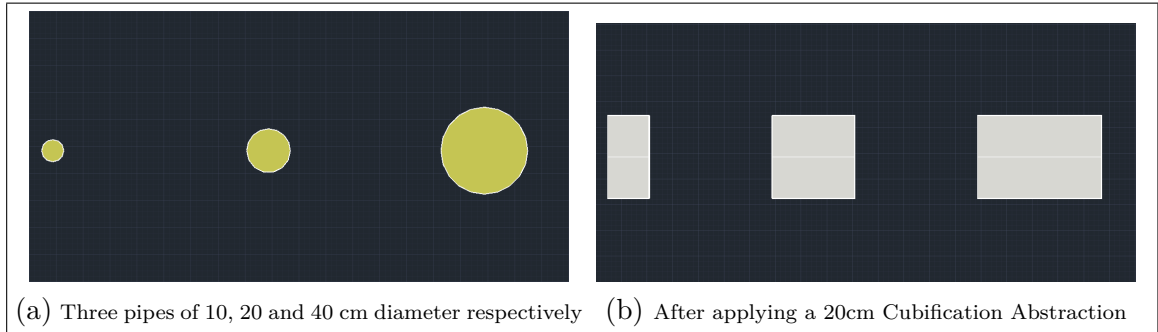 (a) Three pipes of 10, 20 and 40 cm diameter respectively
(b) After applying a 20cm Cubification Abstraction